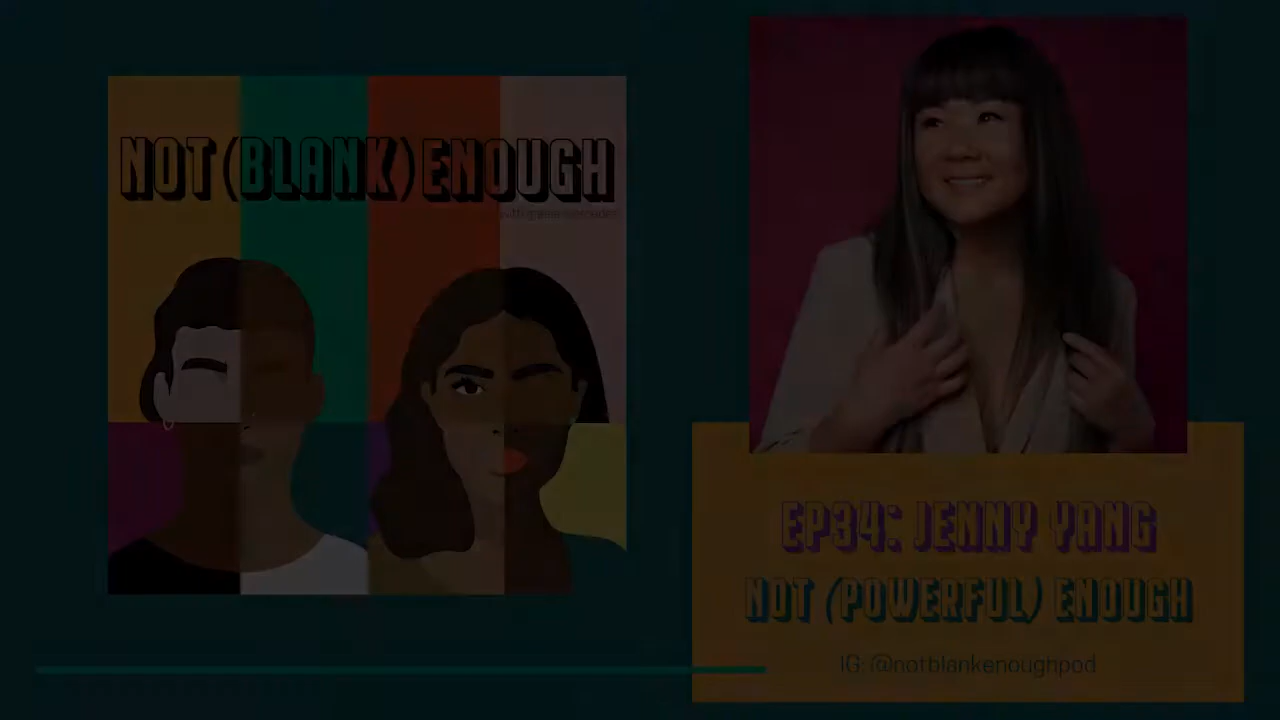 NOT (BLANK) ENOUGH
EP34: JENNY YANG
NOT (POWERFUL) ENOUGH
IG: @notblankenoughpod